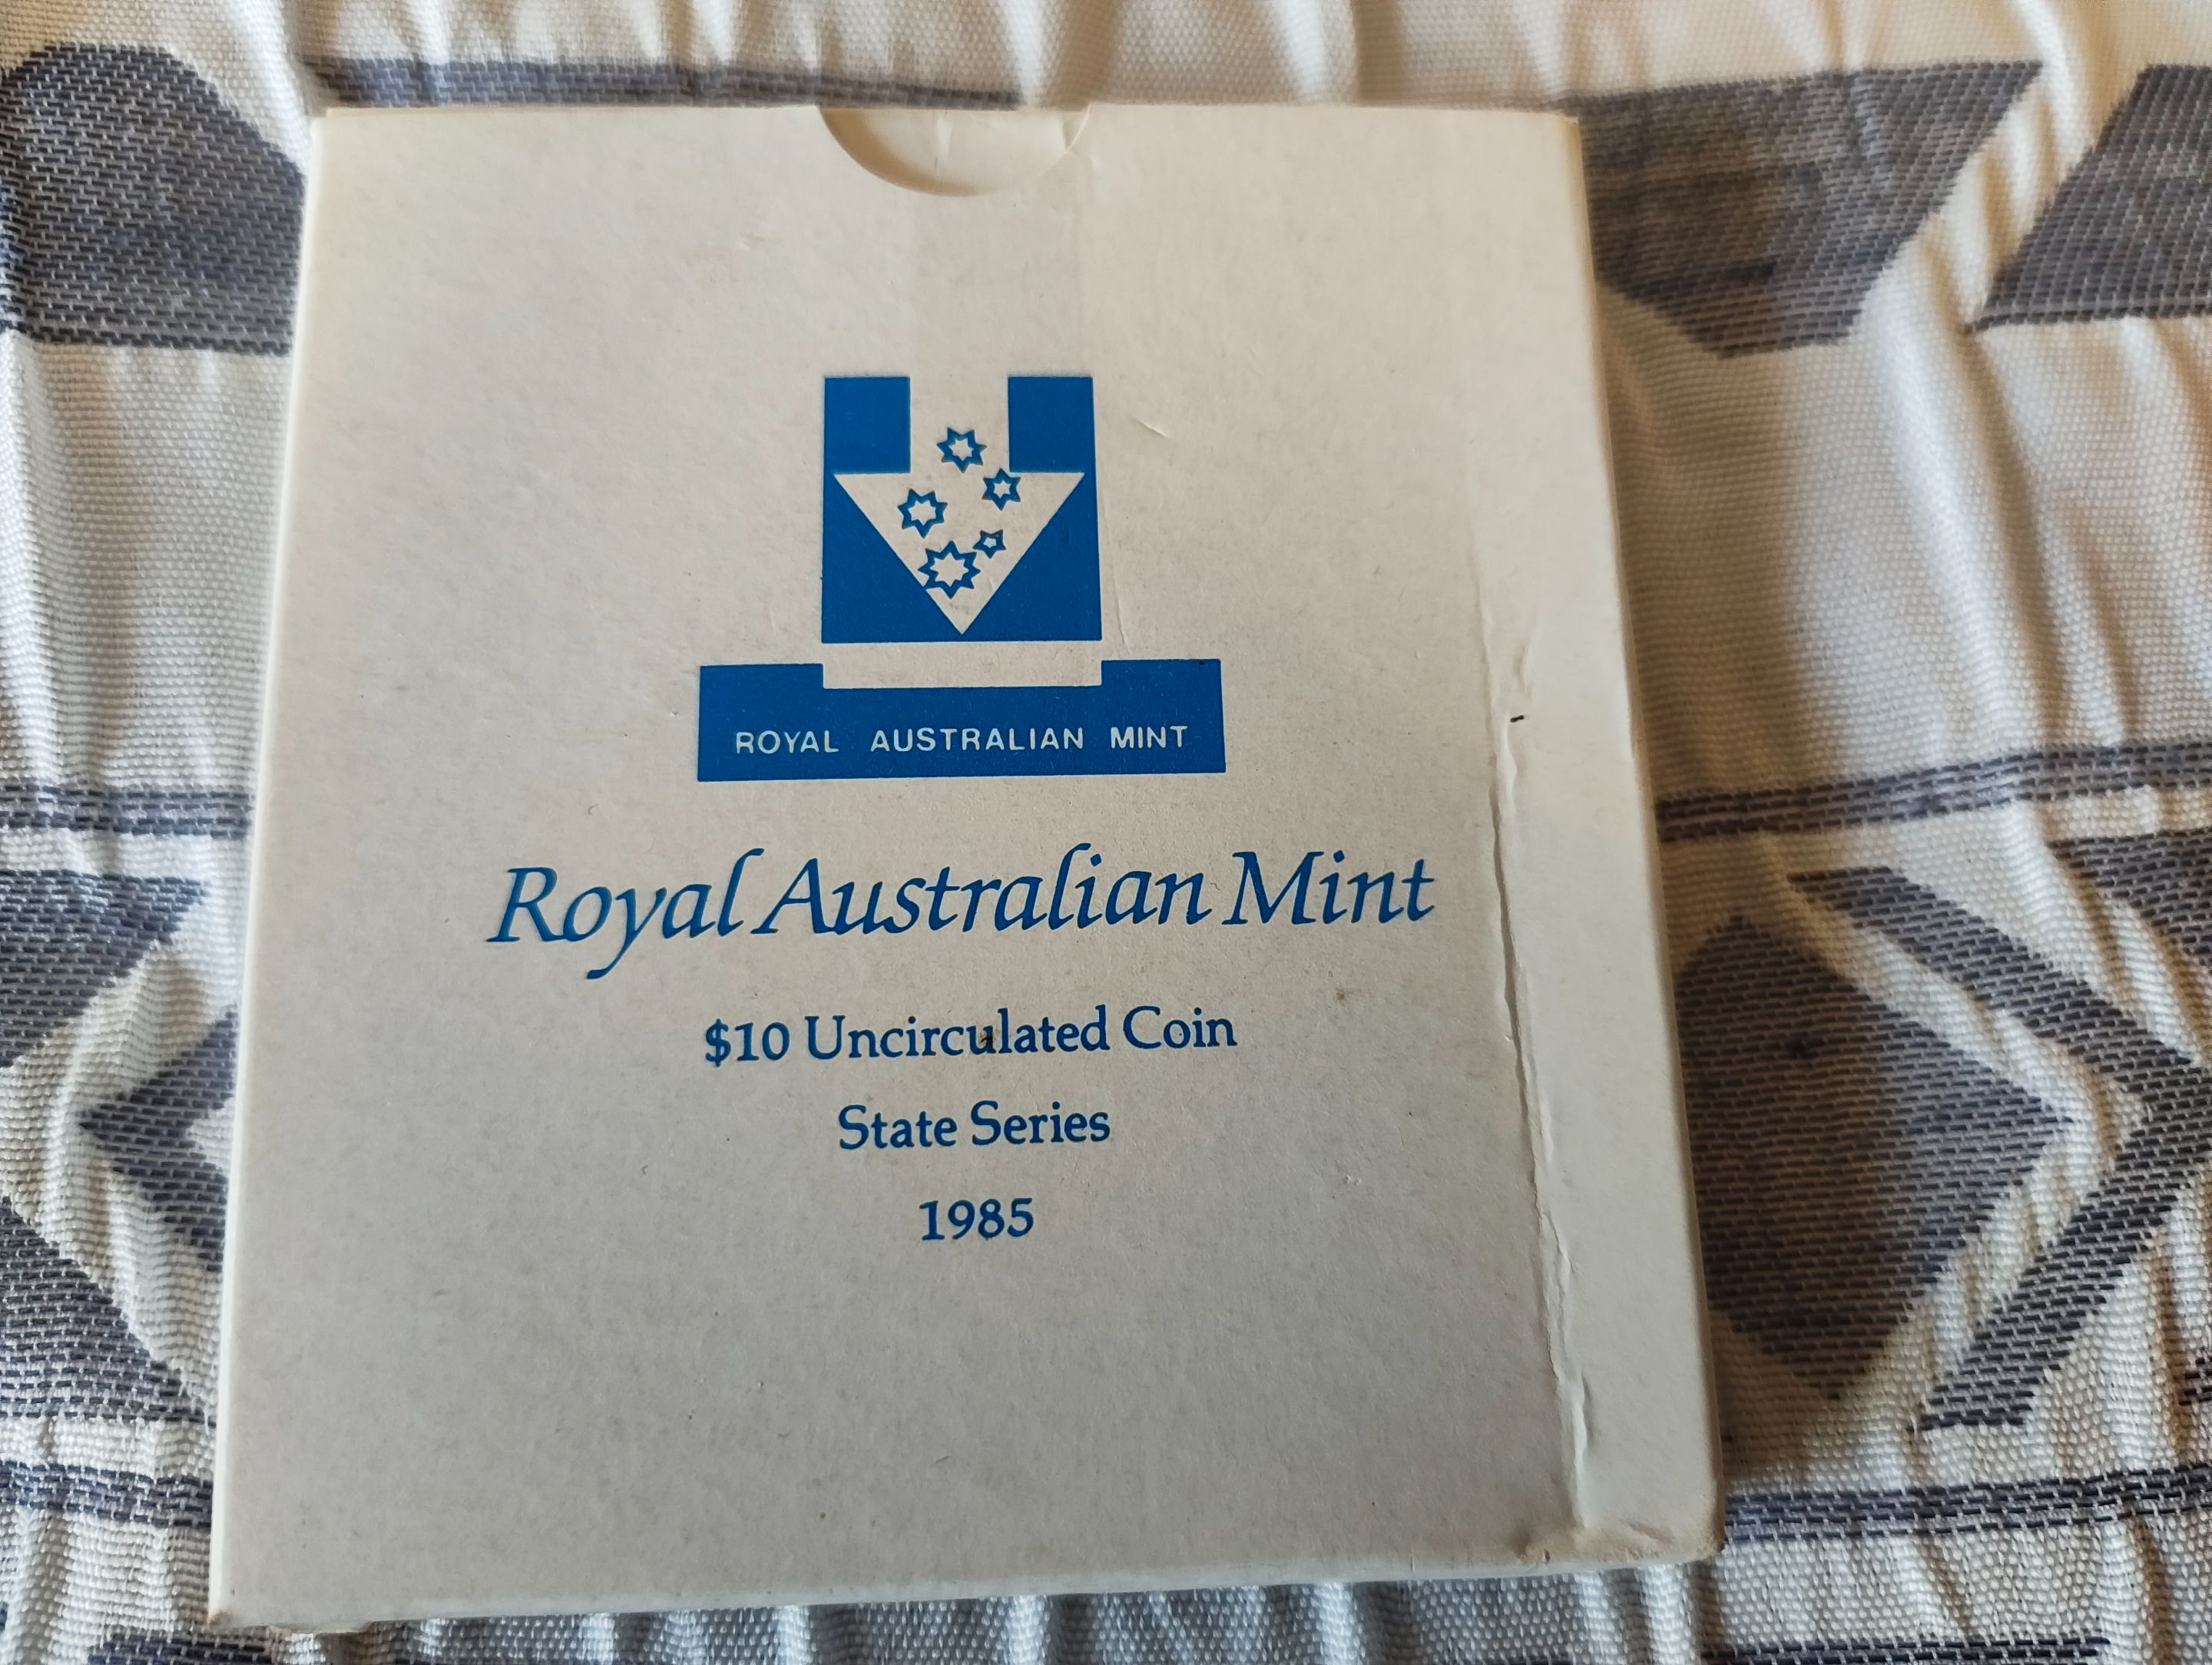 ROYAL AUSTRALIAN MINT
Royal Australian Mint
$10 Uncirculated Coin
State Series
1985